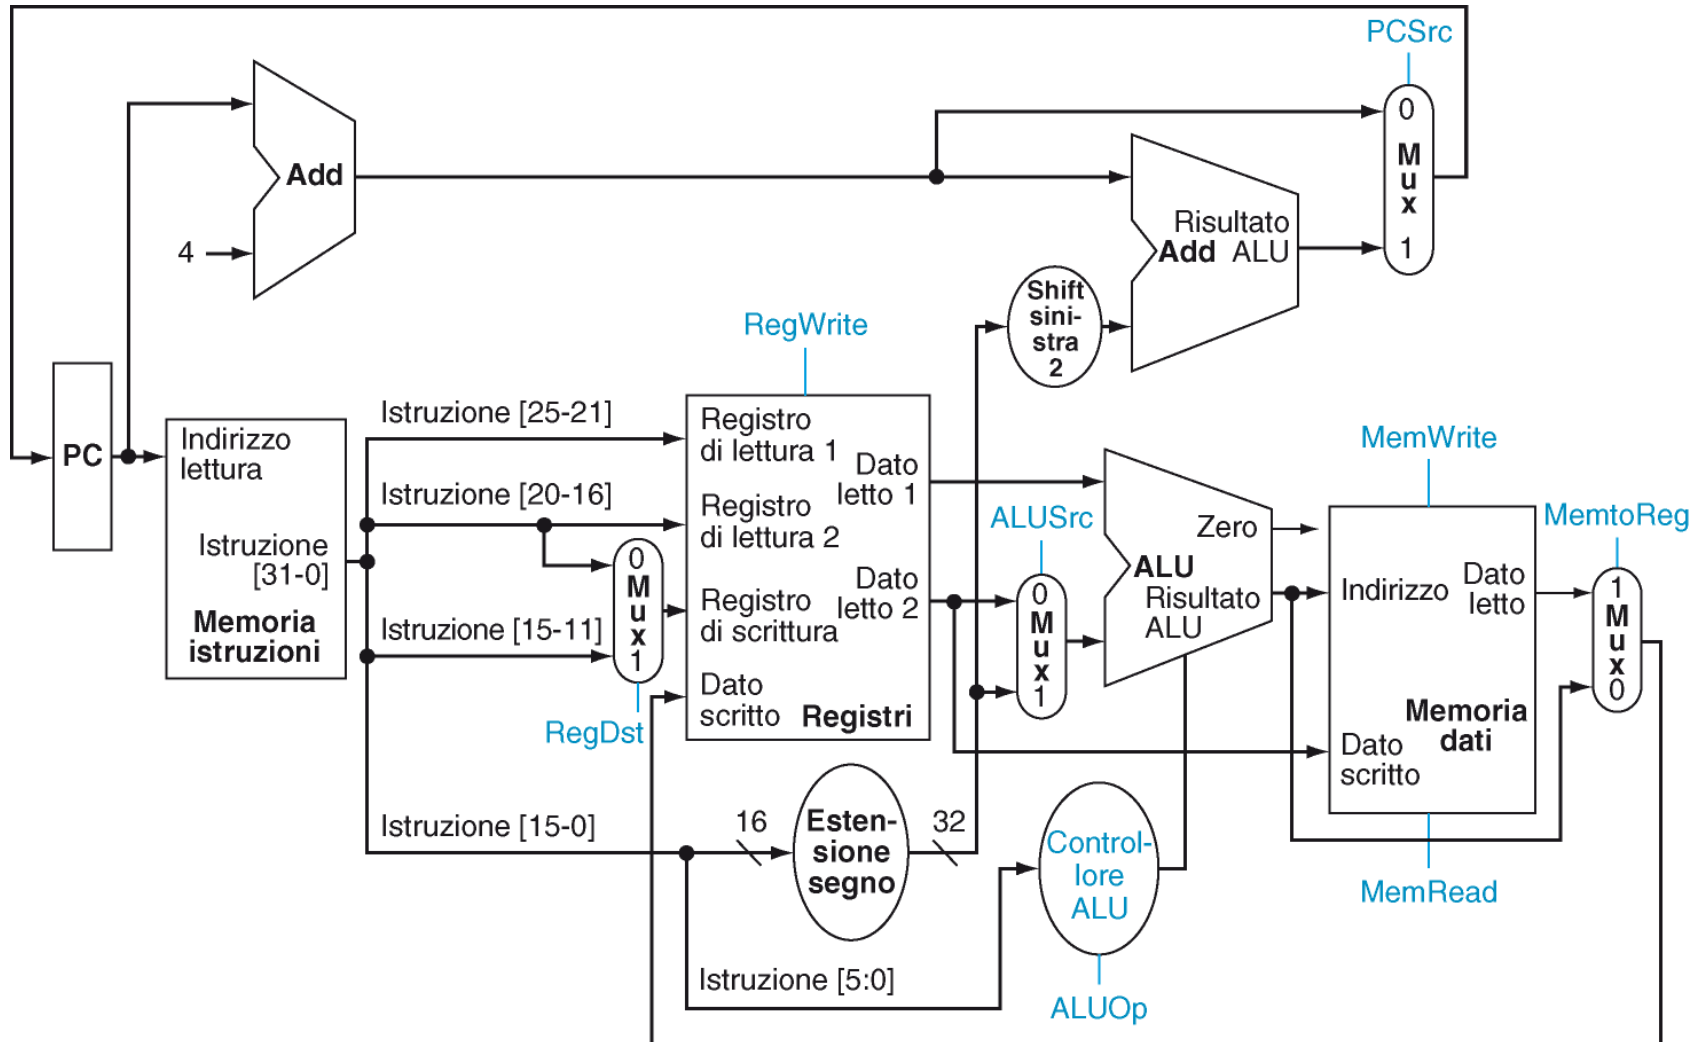 PCSrc
0
M
u
x
1
Add
4
Risultato
Add ALU
Shift
sini-
stra
2
RegWrite
PC
Indirizzo
lettura
Istruzione
[31-0]
Memoria
istruzioni
Istruzione [25-21]
Istruzione [20-16]
Istruzione [15-11]
Istruzione [15-0]
0
M
u
x
1
RegDst
Registro
di lettura 1
Registro
di lettura 2
Registro
di scrittura
Dato
scritto
Registri
Dato
letto 1
Dato
letto 2
ALUSrc
0
M
u
x
1
Zero
ALU
Risultato
ALU
MemWrite
Indirizzo
Dato
letto
Memoria
dati
Dato
scritto
MemRead
MemtoReg
1
M
u
x
0
16
Esten-
sione
segno
32
Control-
lore
ALU
Istruzione [5:0]
ALUOp